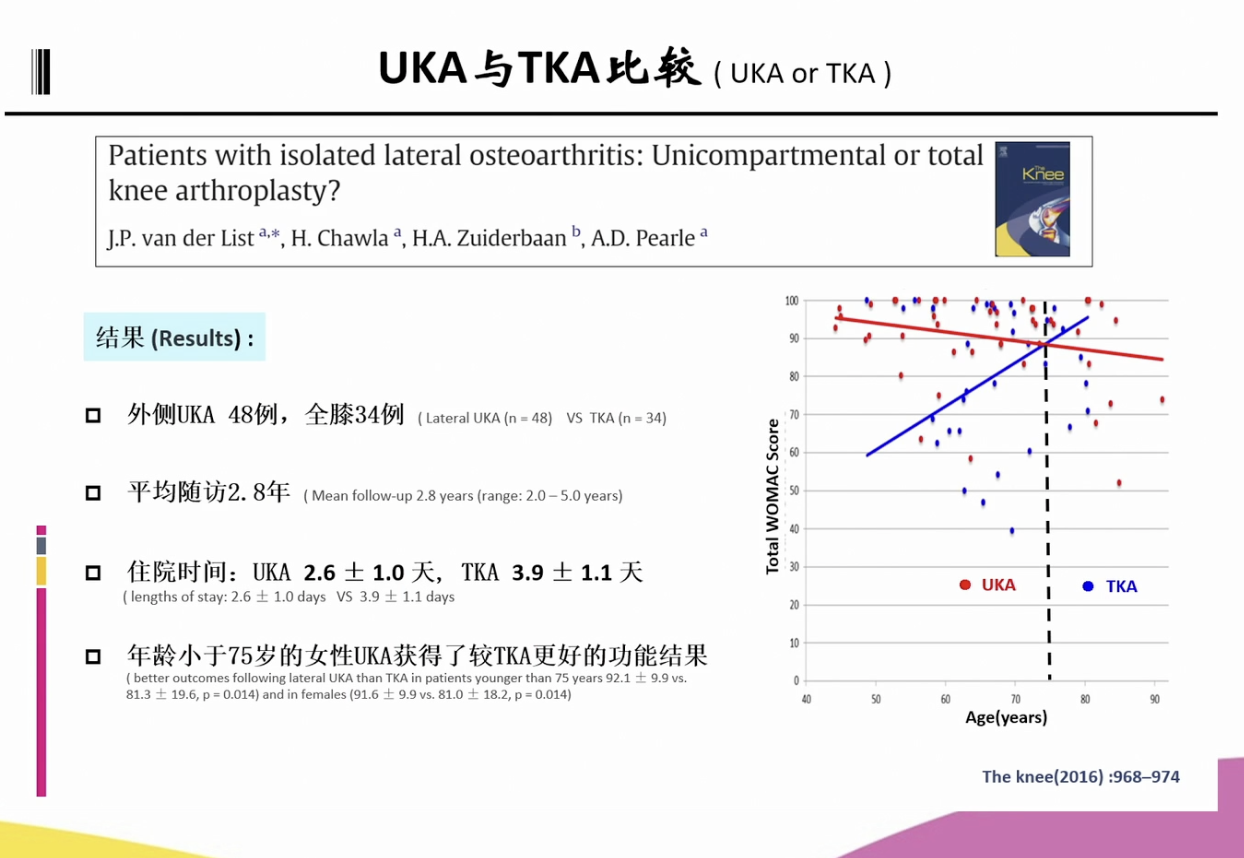 UKA与TKA比较 ( UKA or TKA )
Patients with isolated lateral osteoarthritis: Unicompartmental or total
knee arthroplasty?
J.P. van der List a,*, H. Chawla a, H.A. Zuiderbaan b, A.D. Pearle a
The
Knee
结果 (Results) :
外侧UKA 48例，全膝34例 ( Lateral UKA (n = 48) VS TKA (n = 34)
平均随访2.8年 ( Mean follow-up 2.8 years (range: 2.0 – 5.0 years)
住院时间：UKA 2.6 ± 1.0 天，TKA 3.9 ± 1.1 天
( lengths of stay: 2.6 ± 1.0 days VS 3.9 ± 1.1 days
年龄小于75岁的女性UKA获得了较TKA更好的功能结果
( better outcomes following lateral UKA than TKA in patients younger than 75 years 92.1 ± 9.9 vs.
81.3 ± 19.6, p = 0.014) and in females (91.6 ± 9.9 vs. 81.0 ± 18.2, p = 0.014)
Total WOMAC Score
100
90
80
70
60
50
40
30
20
10
0
UKA
TKA
40 50 60 70 80 90
Age(years)
The knee(2016) :968–974